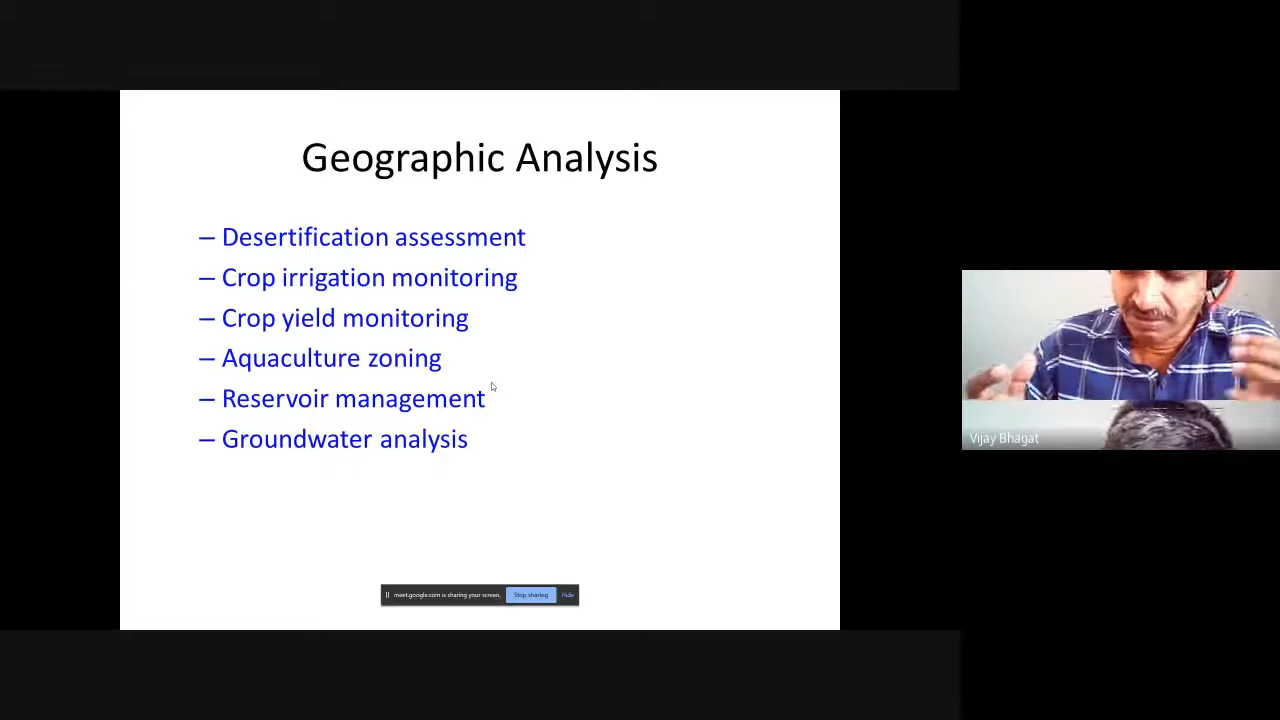 Geographic Analysis
– Desertification assessment
– Crop irrigation monitoring
– Crop yield monitoring
– Aquaculture zoning
– Reservoir management
– Groundwater analysis
meet.google.com is sharing your screen. Stop sharing Hide
Vijay Bhagat